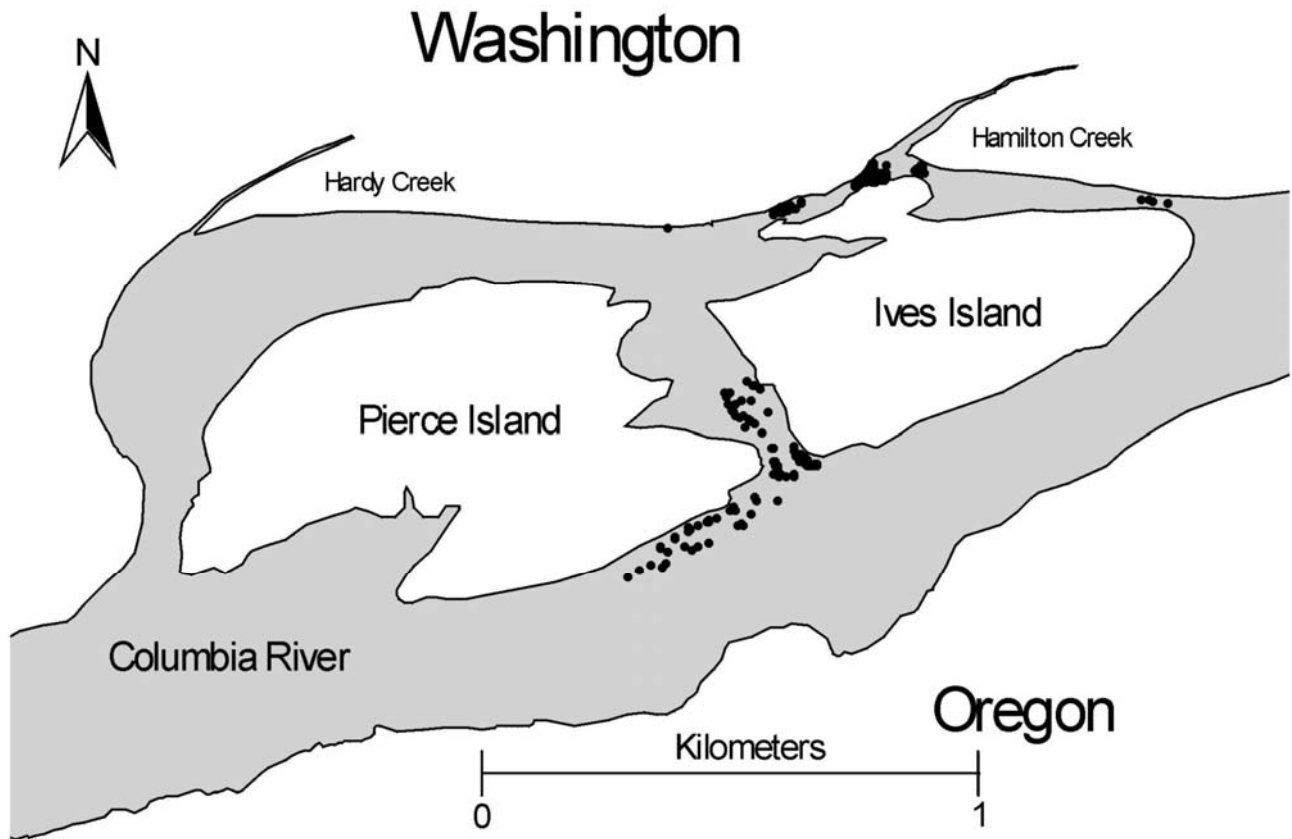 Washington
N
Hamilton Creek
Hardy Creek
Ives Island
Pierce Island
Columbia River
Oregon
Kilometers
0 1